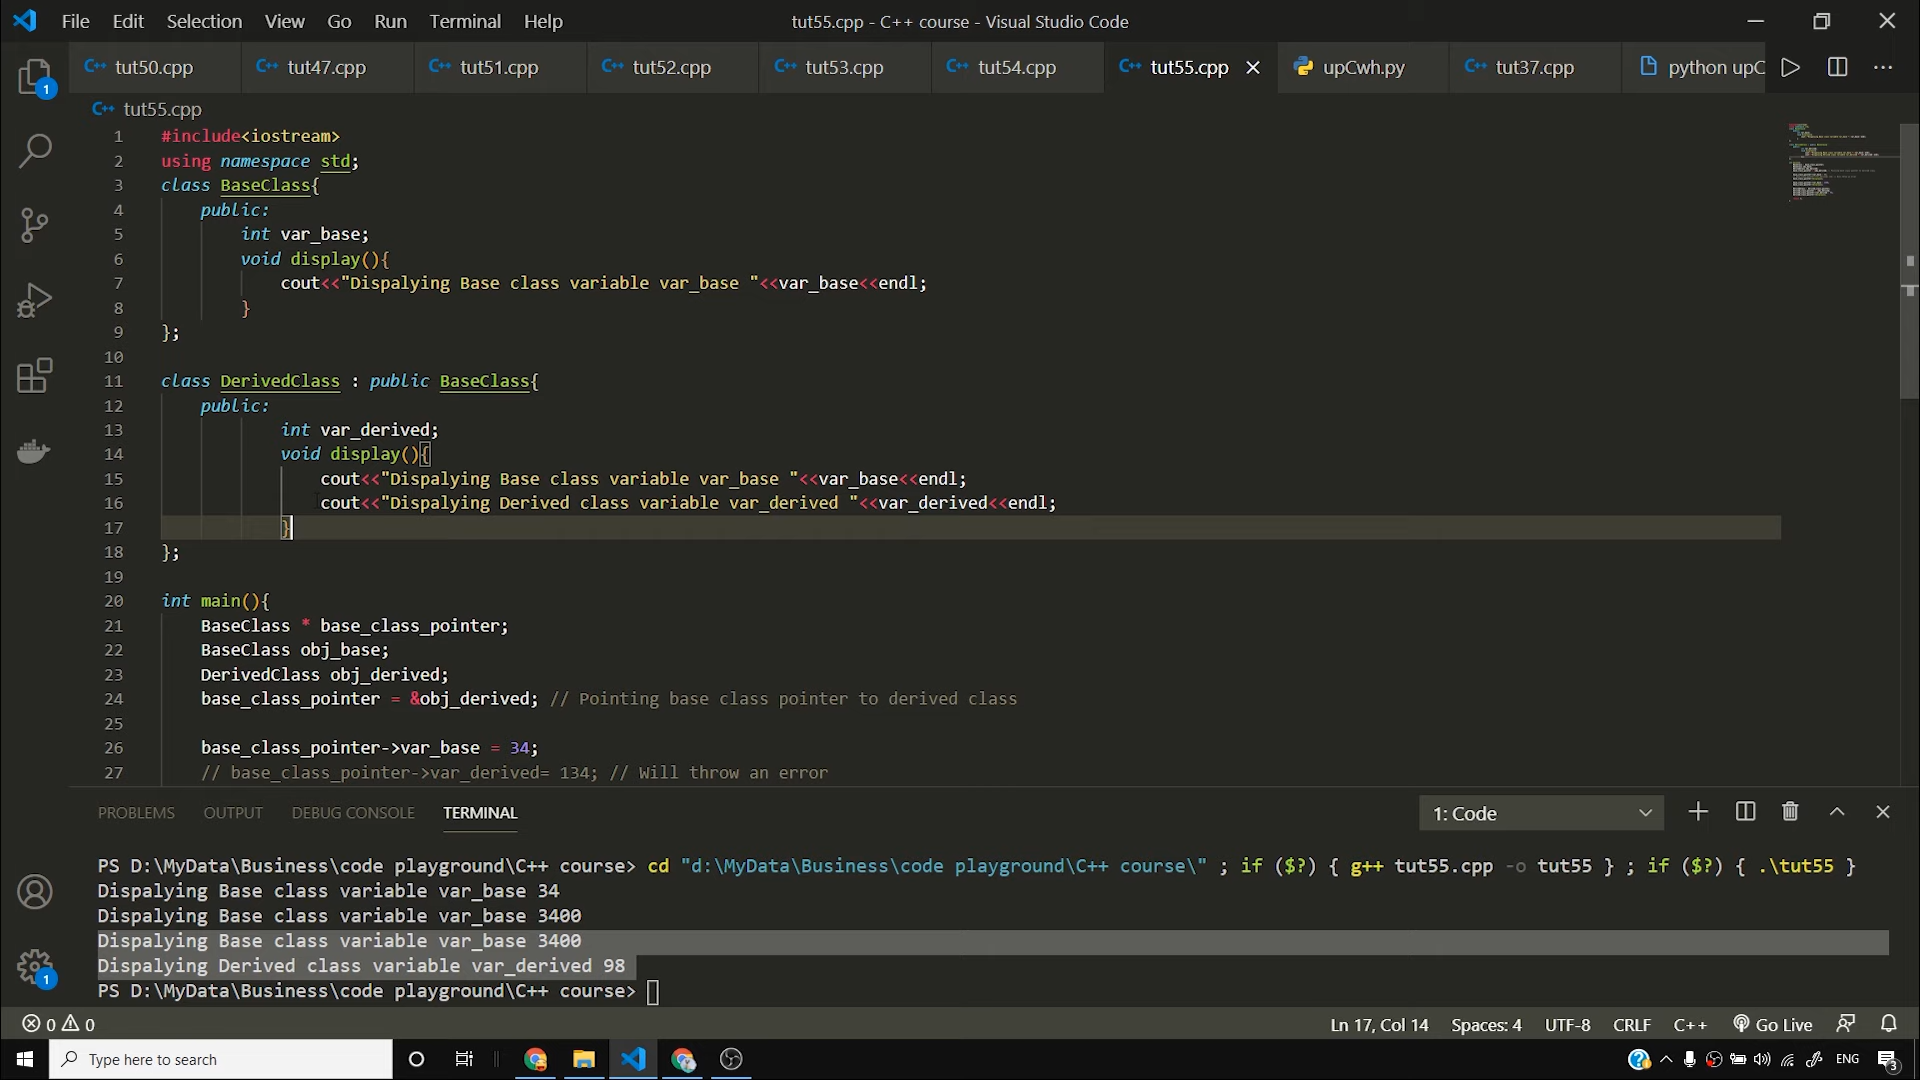 File Edit Selection View Go Run Terminal Help tut55.cpp - C++ course - Visual Studio Code
tut50.cpp tut47.cpp tut51.cpp tut52.cpp tut53.cpp tut54.cpp tut55.cpp upCwh.py tut37.cpp python upC
tut55.cpp
1 #include<iostream>
2 using namespace std;
3 class BaseClass{
4 public:
5 int var_base;
6 void display(){
7 cout<<"Dispalying Base class variable var_base "<<var_base<<endl;
8 }
9 };
10
11 class DerivedClass : public BaseClass{
12 public:
13 int var_derived;
14 void display(){
15 cout<<"Dispalying Base class variable var_base "<<var_base<<endl;
16 cout<<"Dispalying Derived class variable var_derived "<<var_derived<<endl;
17 }
18 };
19
20 int main(){
21 BaseClass * base_class_pointer;
22 BaseClass obj_base;
23 DerivedClass obj_derived;
24 base_class_pointer = &obj_derived; // Pointing base class pointer to derived class
25
26 base_class_pointer->var_base = 34;
27 // base_class_pointer->var_derived= 134; // Will throw an error
PROBLEMS OUTPUT DEBUG CONSOLE TERMINAL 1: Code
PS D:\MyData\Business\code playground\C++ course> cd "d:\MyData\Business\code playground\C++ course\" ; if ($?) { g++ tut55.cpp -o tut55 } ; if ($?) { .\tut55 }
Dispalying Base class variable var_base 34
Dispalying Base class variable var_base 3400
Dispalying Base class variable var_base 3400
Dispalying Derived class variable var_derived 98
PS D:\MyData\Business\code playground\C++ course>
0 0 Ln 17, Col 14 Spaces: 4 UTF-8 CRLF C++ Go Live
Type here to search ENG 3
1
1